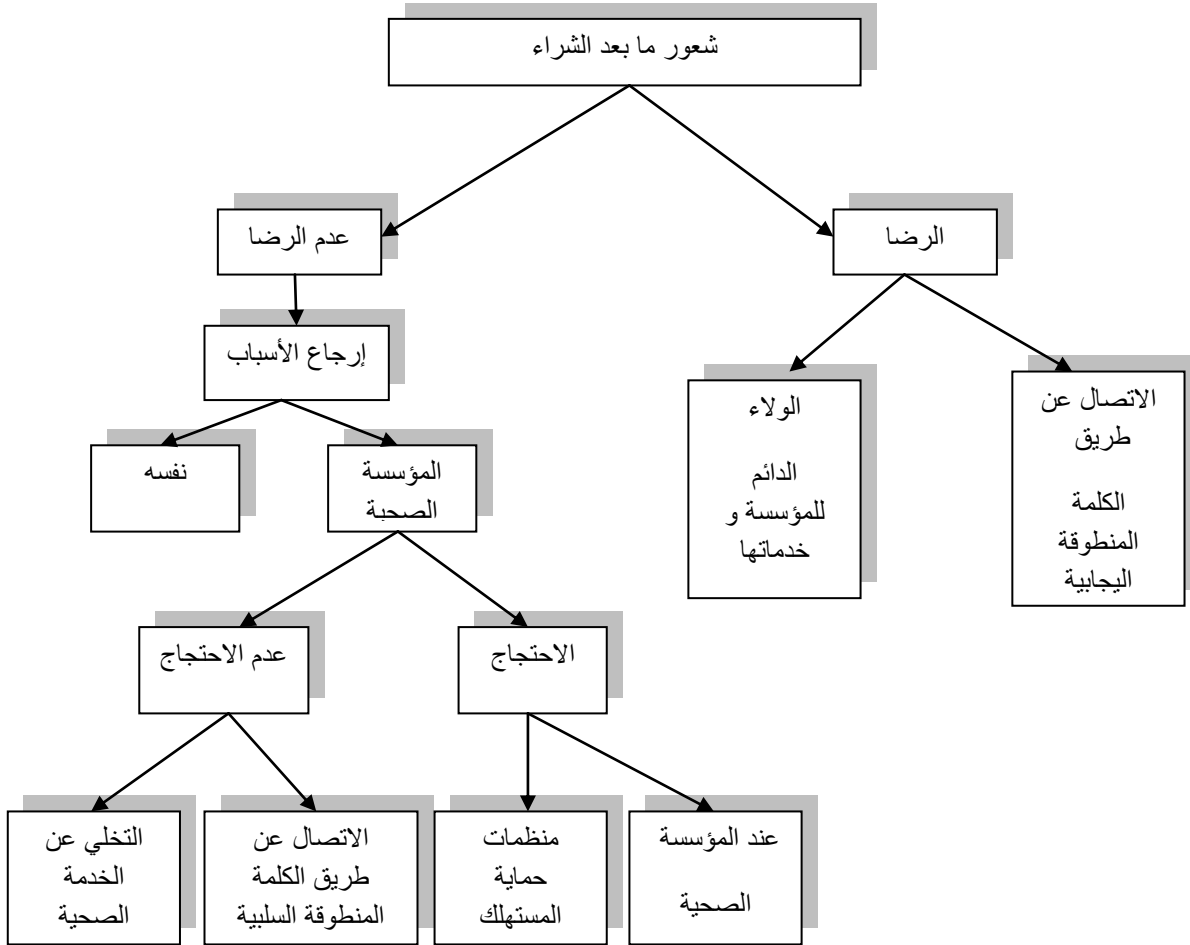 شعور ما بعد الشراء
الرضا
عدم الرضا
إرجاع الأسباب
الاتصال عن
طريق
الكلمة
المنطوقة
اليجابية
الولاء
الدائم
للمؤسسة و
خدماتها
المؤسسة
الصحية
نفسه
الاحتجاج
عدم الاحتجاج
عند المؤسسة
الصحية
منظمات
حماية
المستهلك
الاتصال عن
طريق الكلمة
المنطوقة السلبية
التخلي عن
الخدمة
الصحية